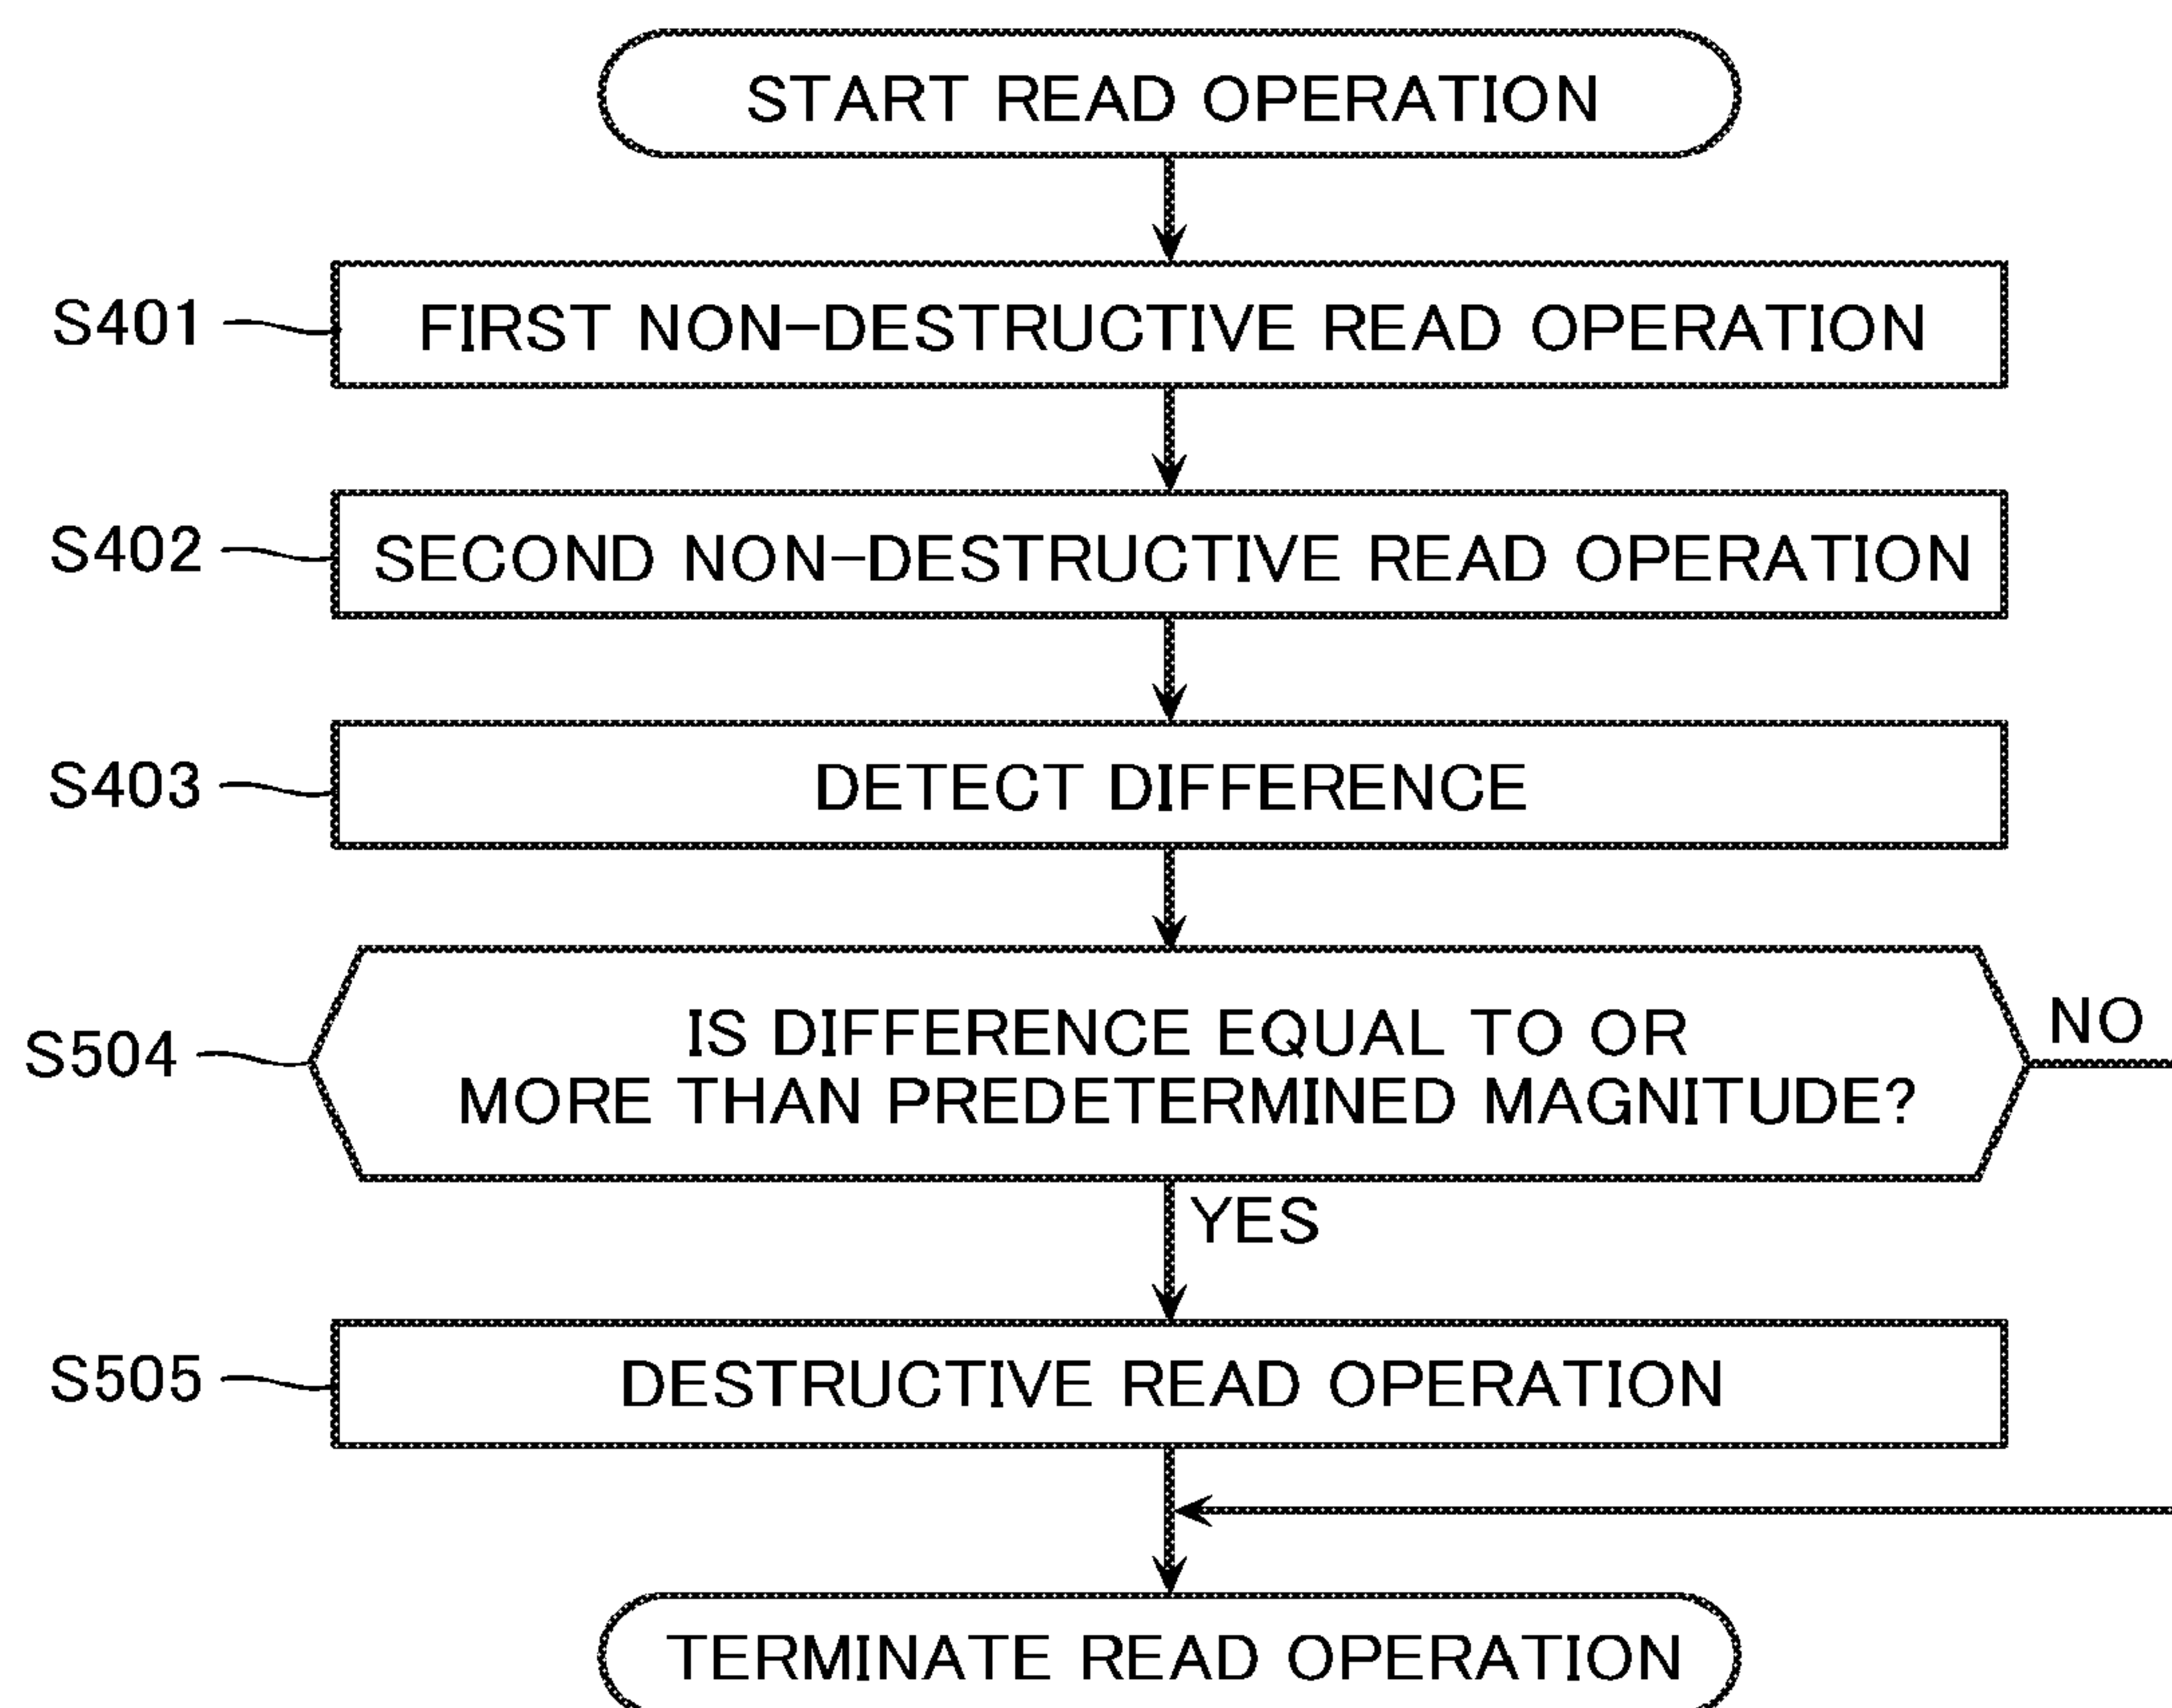 START READ OPERATION
S401
FIRST NON-DESTRUCTIVE READ OPERATION
S402
SECOND NON-DESTRUCTIVE READ OPERATION
S403
DETECT DIFFERENCE
S504
IS DIFFERENCE EQUAL TO OR
MORE THAN PREDETERMINED MAGNITUDE?
NO
YES
S505
DESTRUCTIVE READ OPERATION
TERMINATE READ OPERATION